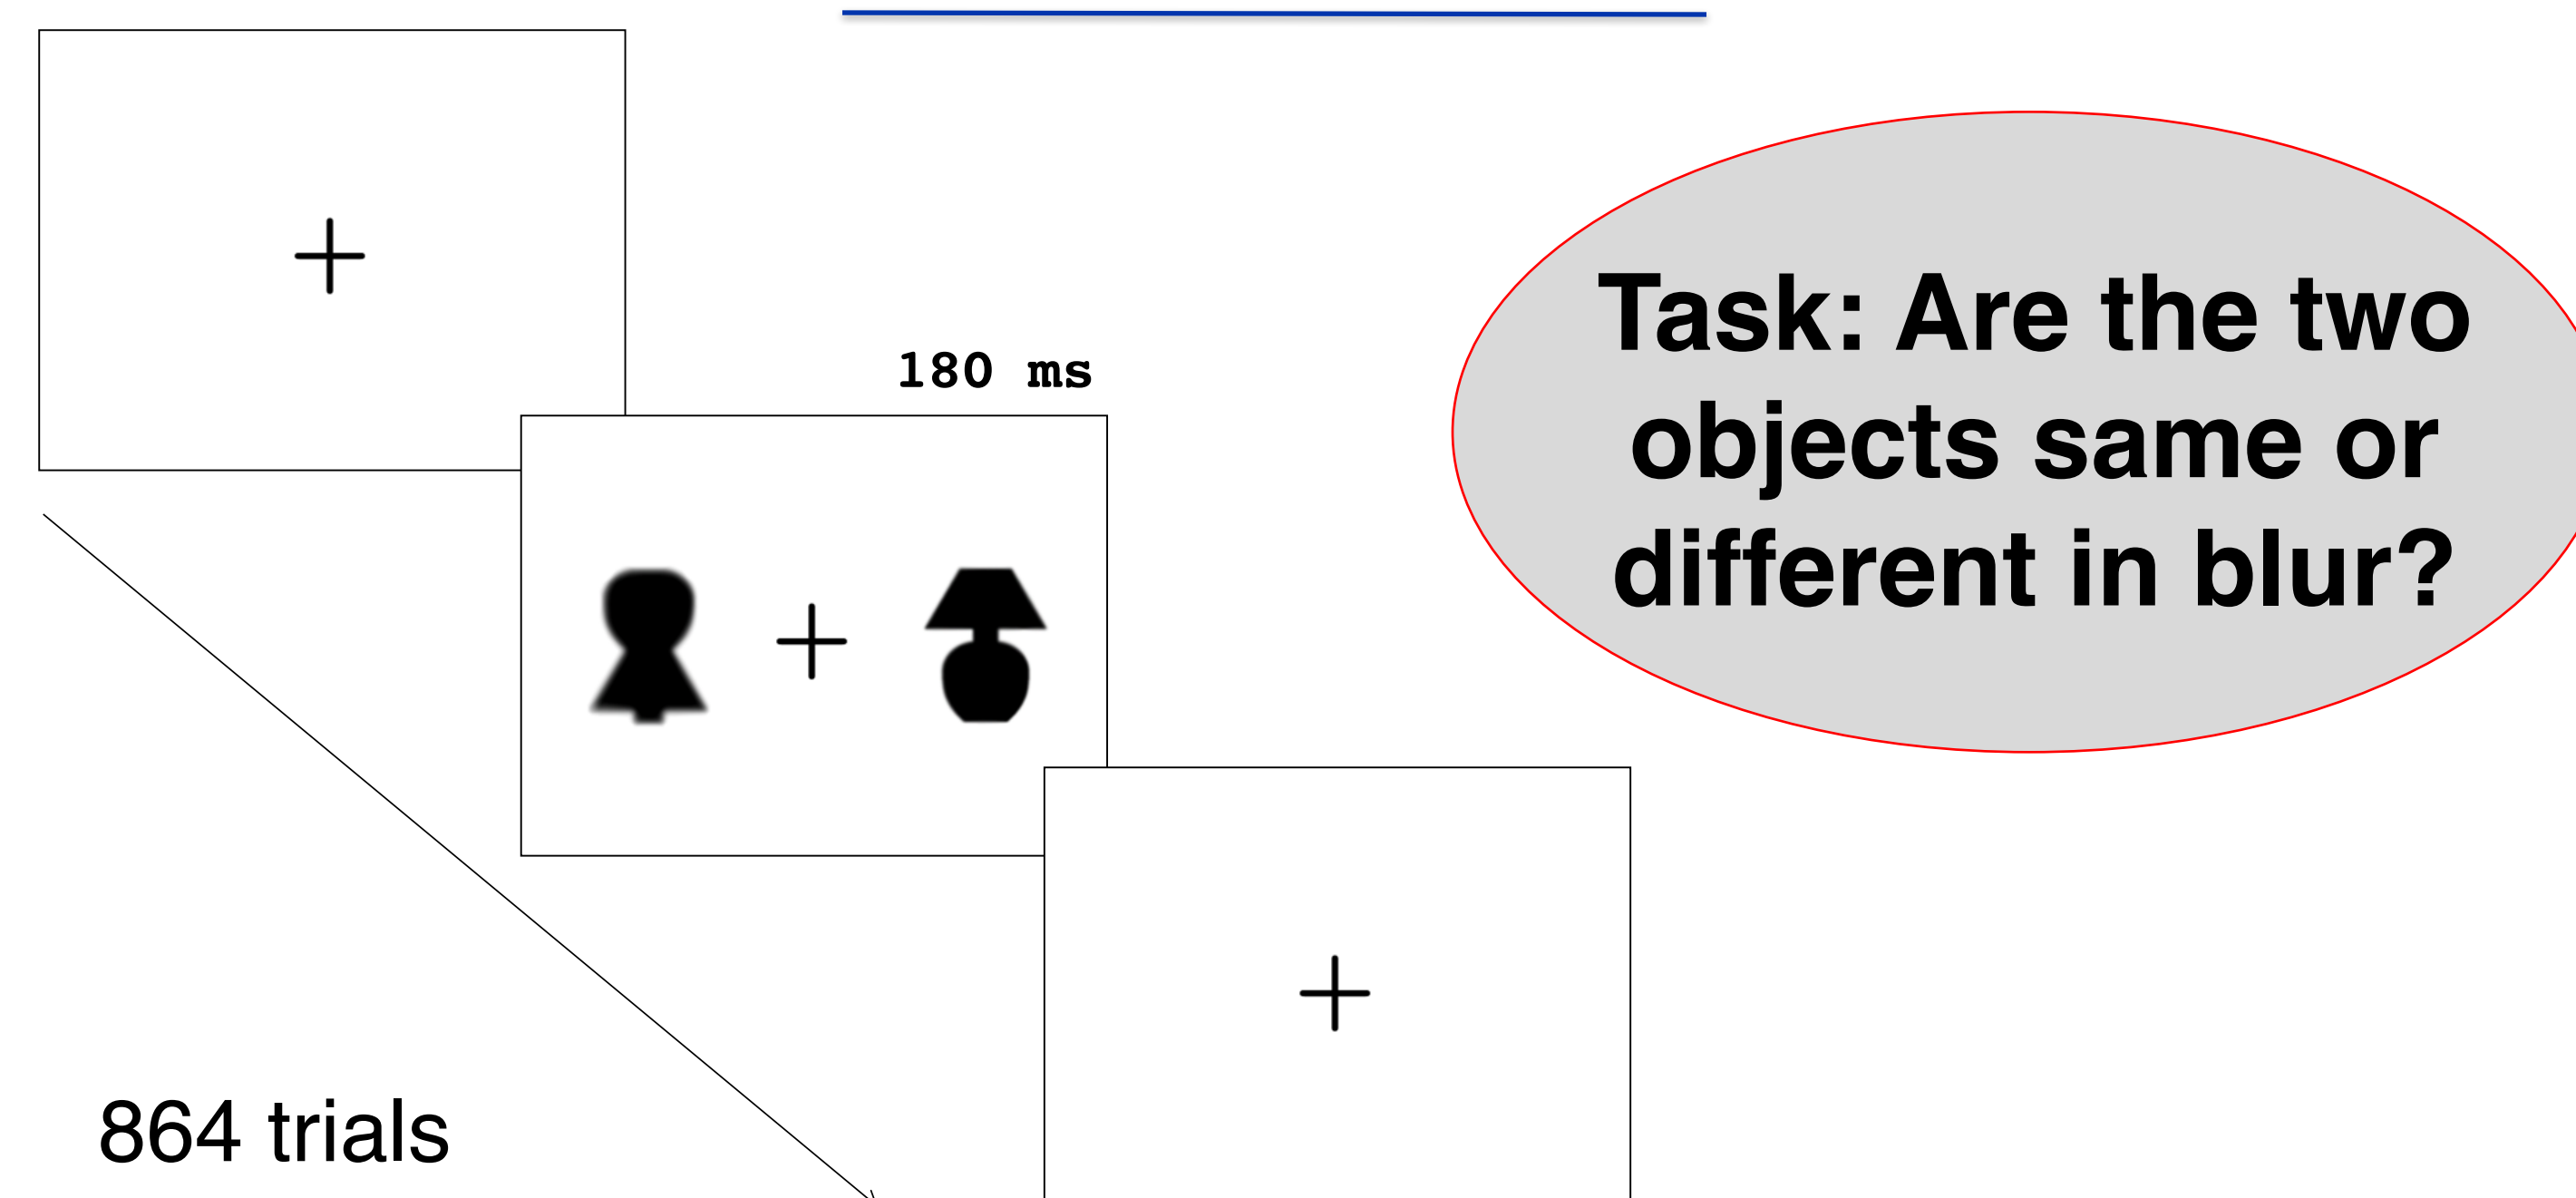 180 ms
Task: Are the two
objects same or
different in blur?
864 trials